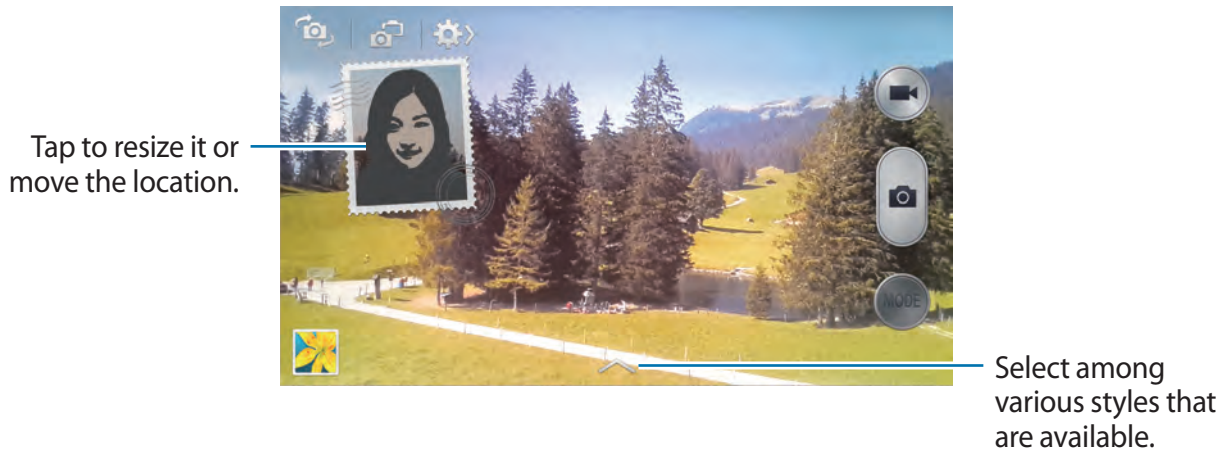 Tap to resize it or
move the location.
MODE
Select among
various styles that
are available.